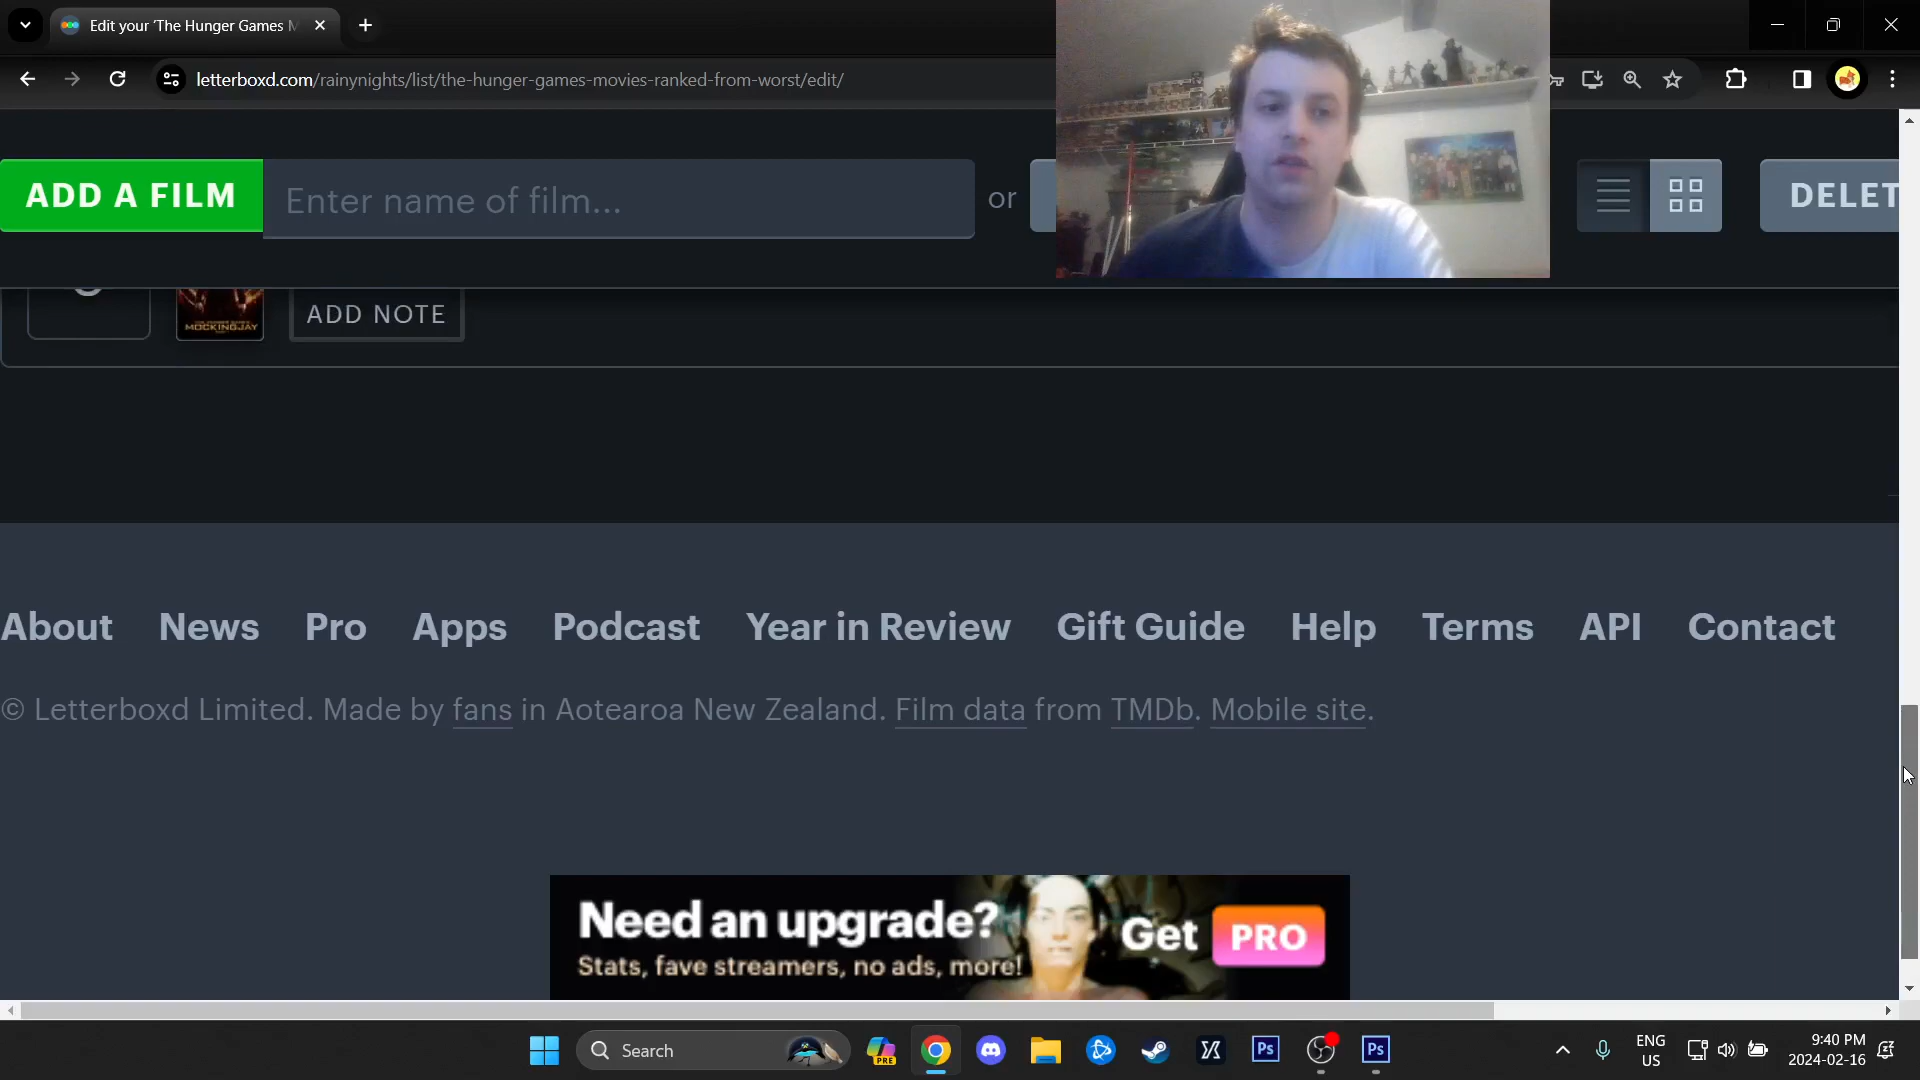 Edit your 'The Hunger Games M
letterboxd.com/rainynights/list/the-hunger-games-movies-ranked-from-worst/edit/
ADD A FILM
Enter name of film...
or
DELET
MOCKINGJAY
ADD NOTE
About News Pro Apps Podcast Year in Review Gift Guide Help Terms API Contact
© Letterboxd Limited. Made by fans in Aotearoa New Zealand. Film data from TMDb. Mobile site.
Need an upgrade?
Stats, fave streamers, no ads, more!
Get PRO
Search
PRE
Ps
Ps
ENG
US
9:40 PM
2024-02-16